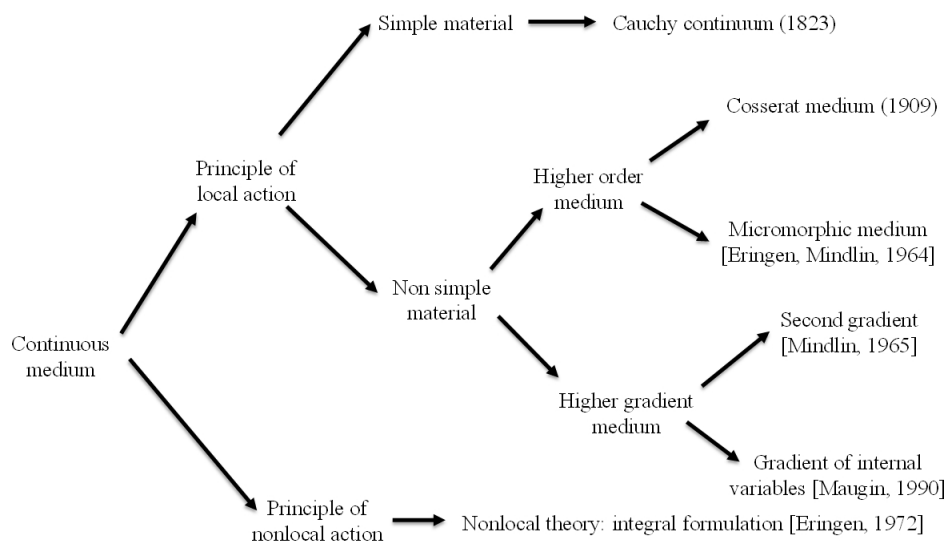 Simple material
Cauchy continuum (1823)
Cosserat medium (1909)
Principle of
local action
Higher order
medium
Micromorphic medium
[Eringen, Mindlin, 1964]
Non simple
material
Second gradient
[Mindlin, 1965]
Continuous
medium
Higher gradient
medium
Gradient of internal
variables [Maugin, 1990]
Principle of
nonlocal action
Nonlocal theory: integral formulation [Eringen, 1972]